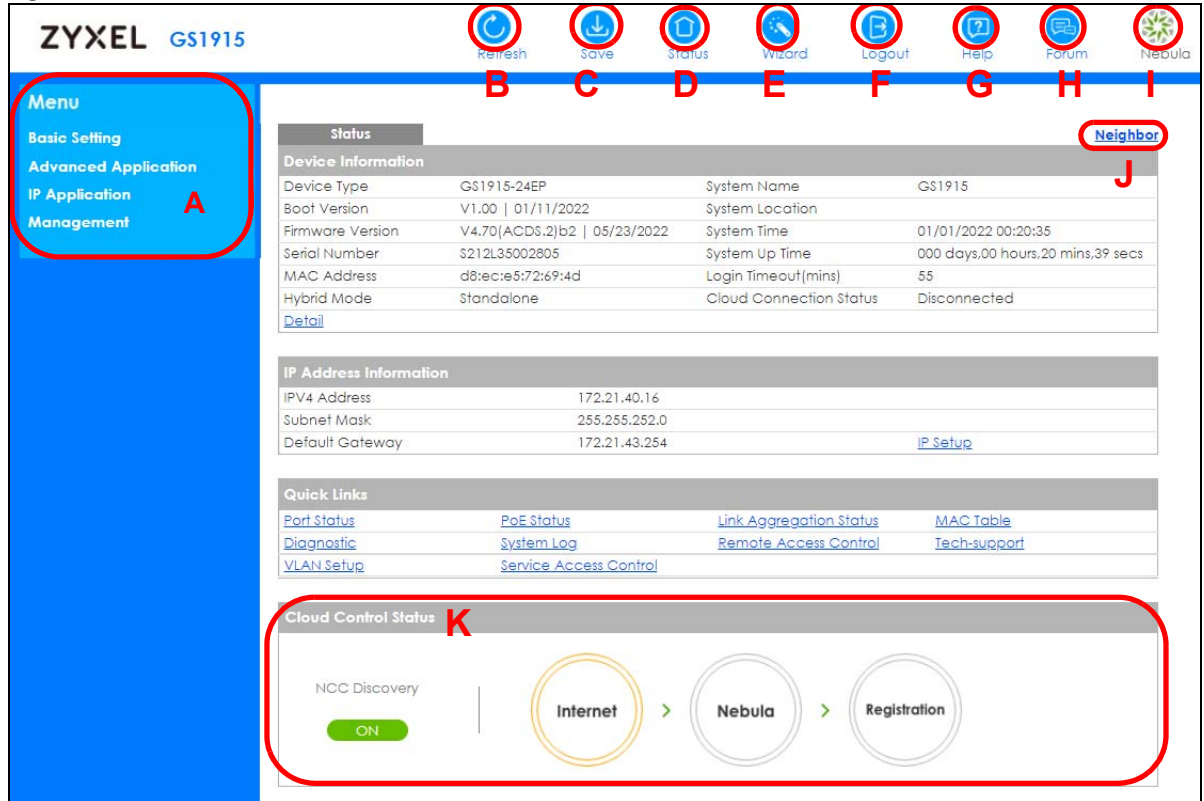 ZYXEL GS1915
Refresh Save Status Wizard Logout Help Forum Nebula
B C D E F G H I
Menu
Basic Setting
Advanced Application
IP Application
Management
A
Status Neighbor
J
Device Information
Device Type GS1915-24EP System Name GS1915
Boot Version V1.00 | 01/11/2022 System Location
Firmware Version V4.70(ACDS.2)b2 | 05/23/2022 System Time 01/01/2022 00:20:35
Serial Number S212L35002805 System Up Time 000 days,00 hours,20 mins,39 secs
MAC Address d8:ec:e5:72:69:4d Login Timeout(mins) 55
Hybrid Mode Standalone Cloud Connection Status Disconnected
Detail
IP Address Information
IPV4 Address 172.21.40.16
Subnet Mask 255.255.252.0
Default Gateway 172.21.43.254 IP Setup
Quick Links
Port Status PoE Status Link Aggregation Status MAC Table
Diagnostic System Log Remote Access Control Tech-support
VLAN Setup Service Access Control
Cloud Control Status K
NCC Discovery
ON
Internet > Nebula > Registration